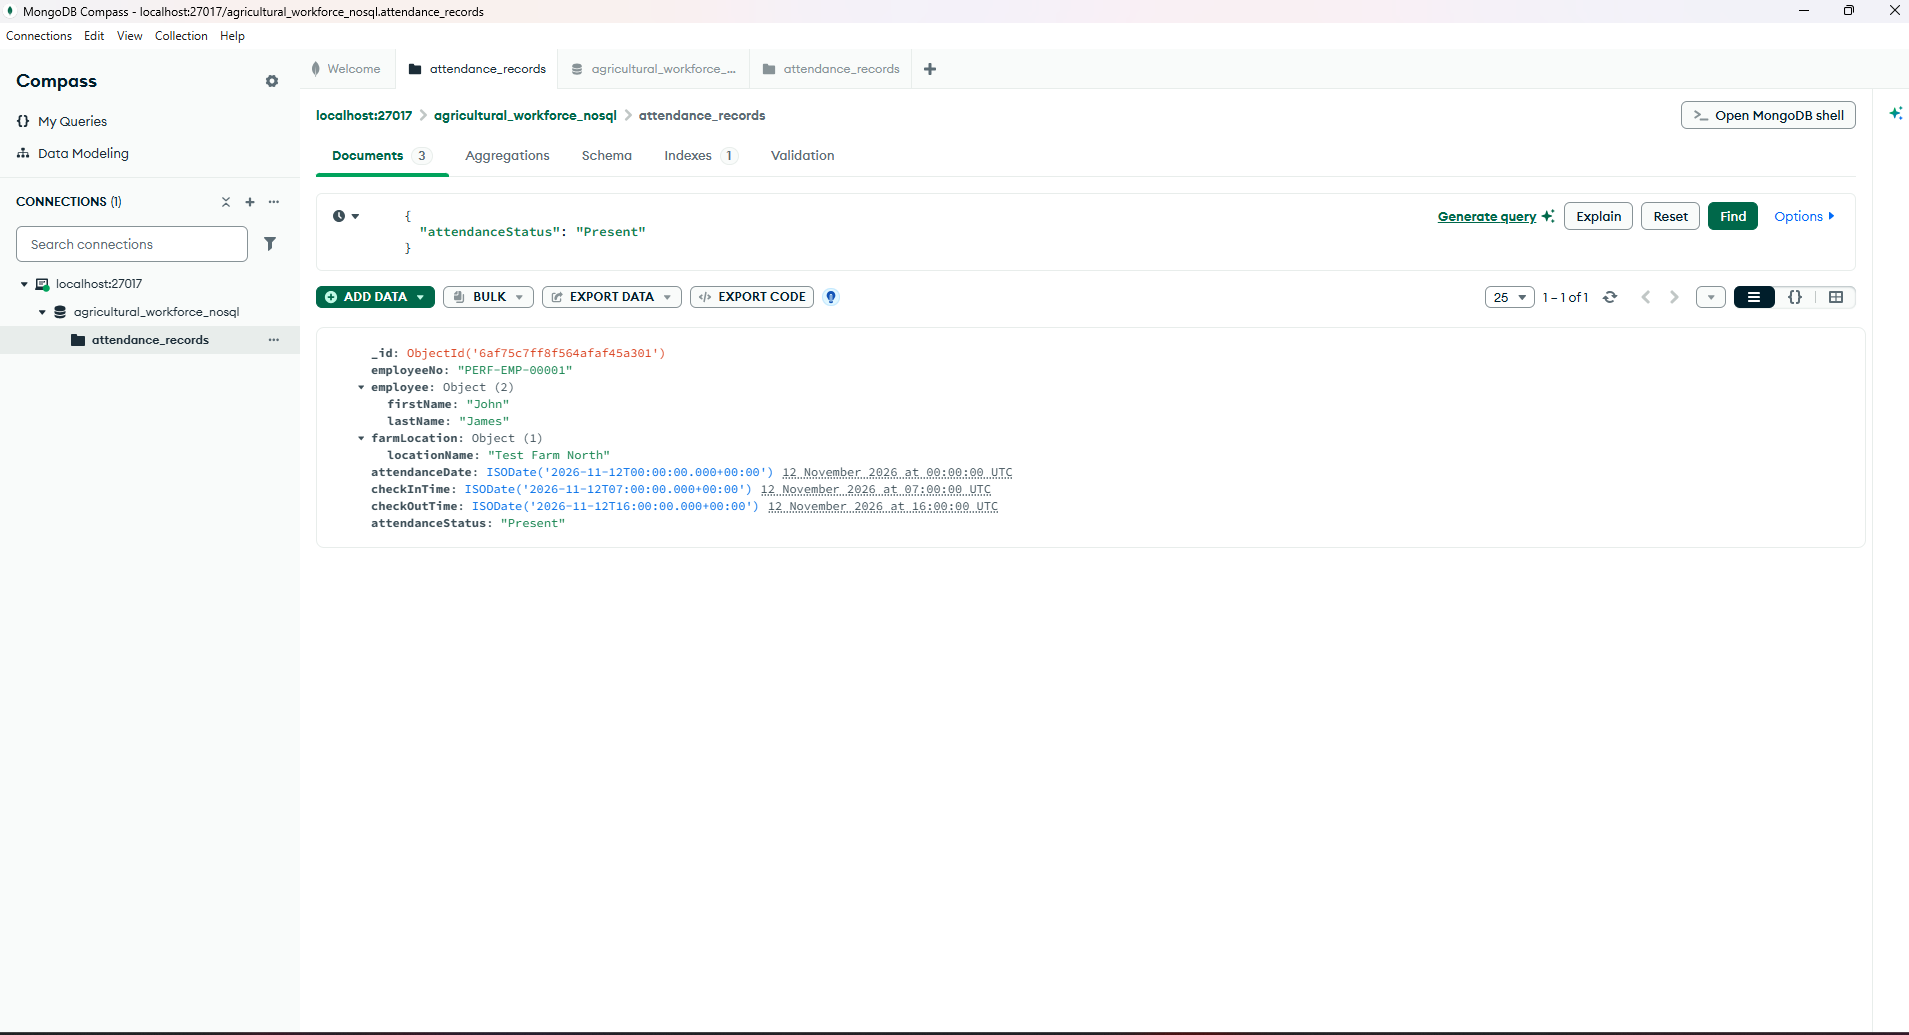 MongoDB Compass - localhost:27017/agricultural_workforce_nosql.attendance_records
Connections Edit View Collection Help
Compass
My Queries
Data Modeling
CONNECTIONS (1)
Search connections
localhost:27017
agricultural_workforce_nosql
attendance_records
Welcome
attendance_records
agricultural_workforce_...
attendance_records
localhost:27017 > agricultural_workforce_nosql > attendance_records
>_ Open MongoDB shell
Documents 3 Aggregations Schema Indexes 1 Validation
{
"attendanceStatus": "Present"
}
Generate query Explain Reset Find Options
ADD DATA BULK EXPORT DATA EXPORT CODE
25 1 – 1 of 1
_id: ObjectId('6af75c7ff8f564afaf45a301')
employeeNo: "PERF-EMP-00001"
employee: Object (2)
firstName: "John"
lastName: "James"
farmLocation: Object (1)
locationName: "Test Farm North"
attendanceDate: ISODate('2026-11-12T00:00:00.000+00:00') 12 November 2026 at 00:00:00 UTC
checkInTime: ISODate('2026-11-12T07:00:00.000+00:00') 12 November 2026 at 07:00:00 UTC
checkOutTime: ISODate('2026-11-12T16:00:00.000+00:00') 12 November 2026 at 16:00:00 UTC
attendanceStatus: "Present"